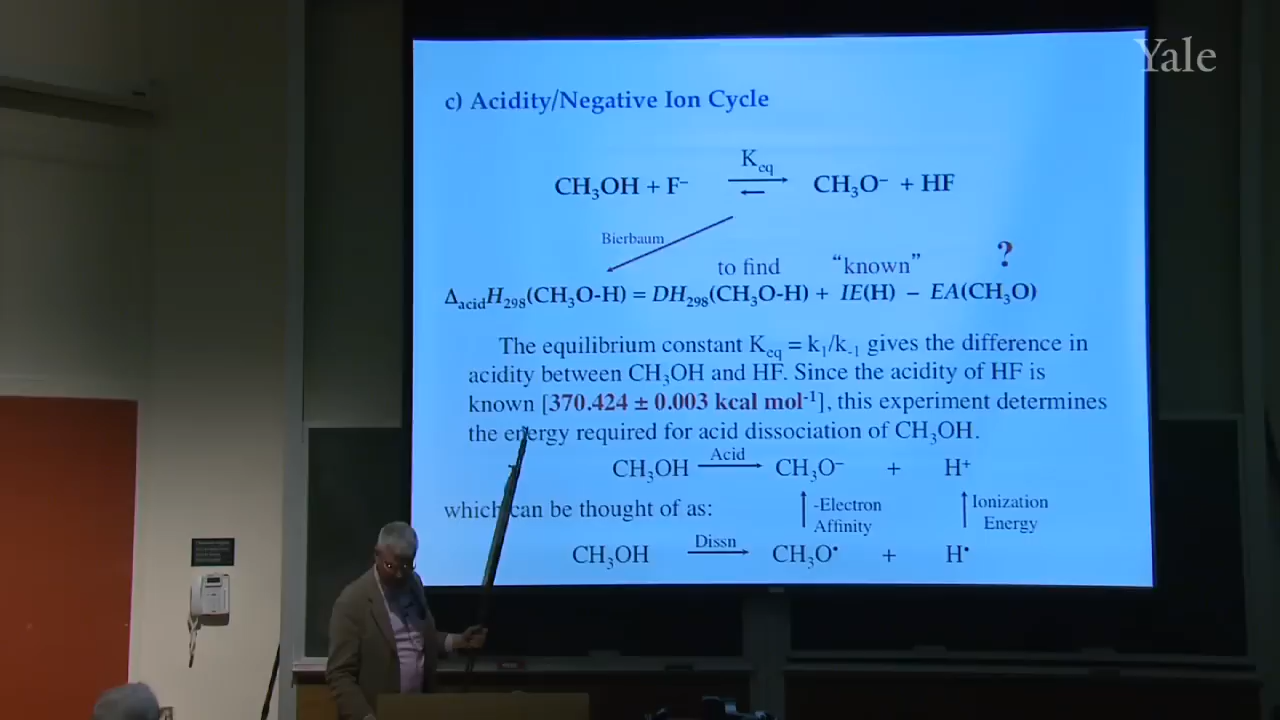 Yale
c) Acidity/Negative Ion Cycle
K_eq
CH₃OH + F⁻ ⇌ CH₃O⁻ + HF
Bierbaum
to find “known” ?
Δ_acidH₂₉₈(CH₃O-H) = DH₂₉₈(CH₃O-H) + IE(H) − EA(CH₃O)
The equilibrium constant K_eq = k₁/k₋₁ gives the difference in
acidity between CH₃OH and HF. Since the acidity of HF is
known [370.424 ± 0.003 kcal mol⁻¹], this experiment determines
the energy required for acid dissociation of CH₃OH.
Acid
CH₃OH → CH₃O⁻ + H⁺
which can be thought of as:
-Electron
Affinity
Ionization
Energy
Dissn
CH₃OH → CH₃O• + H•